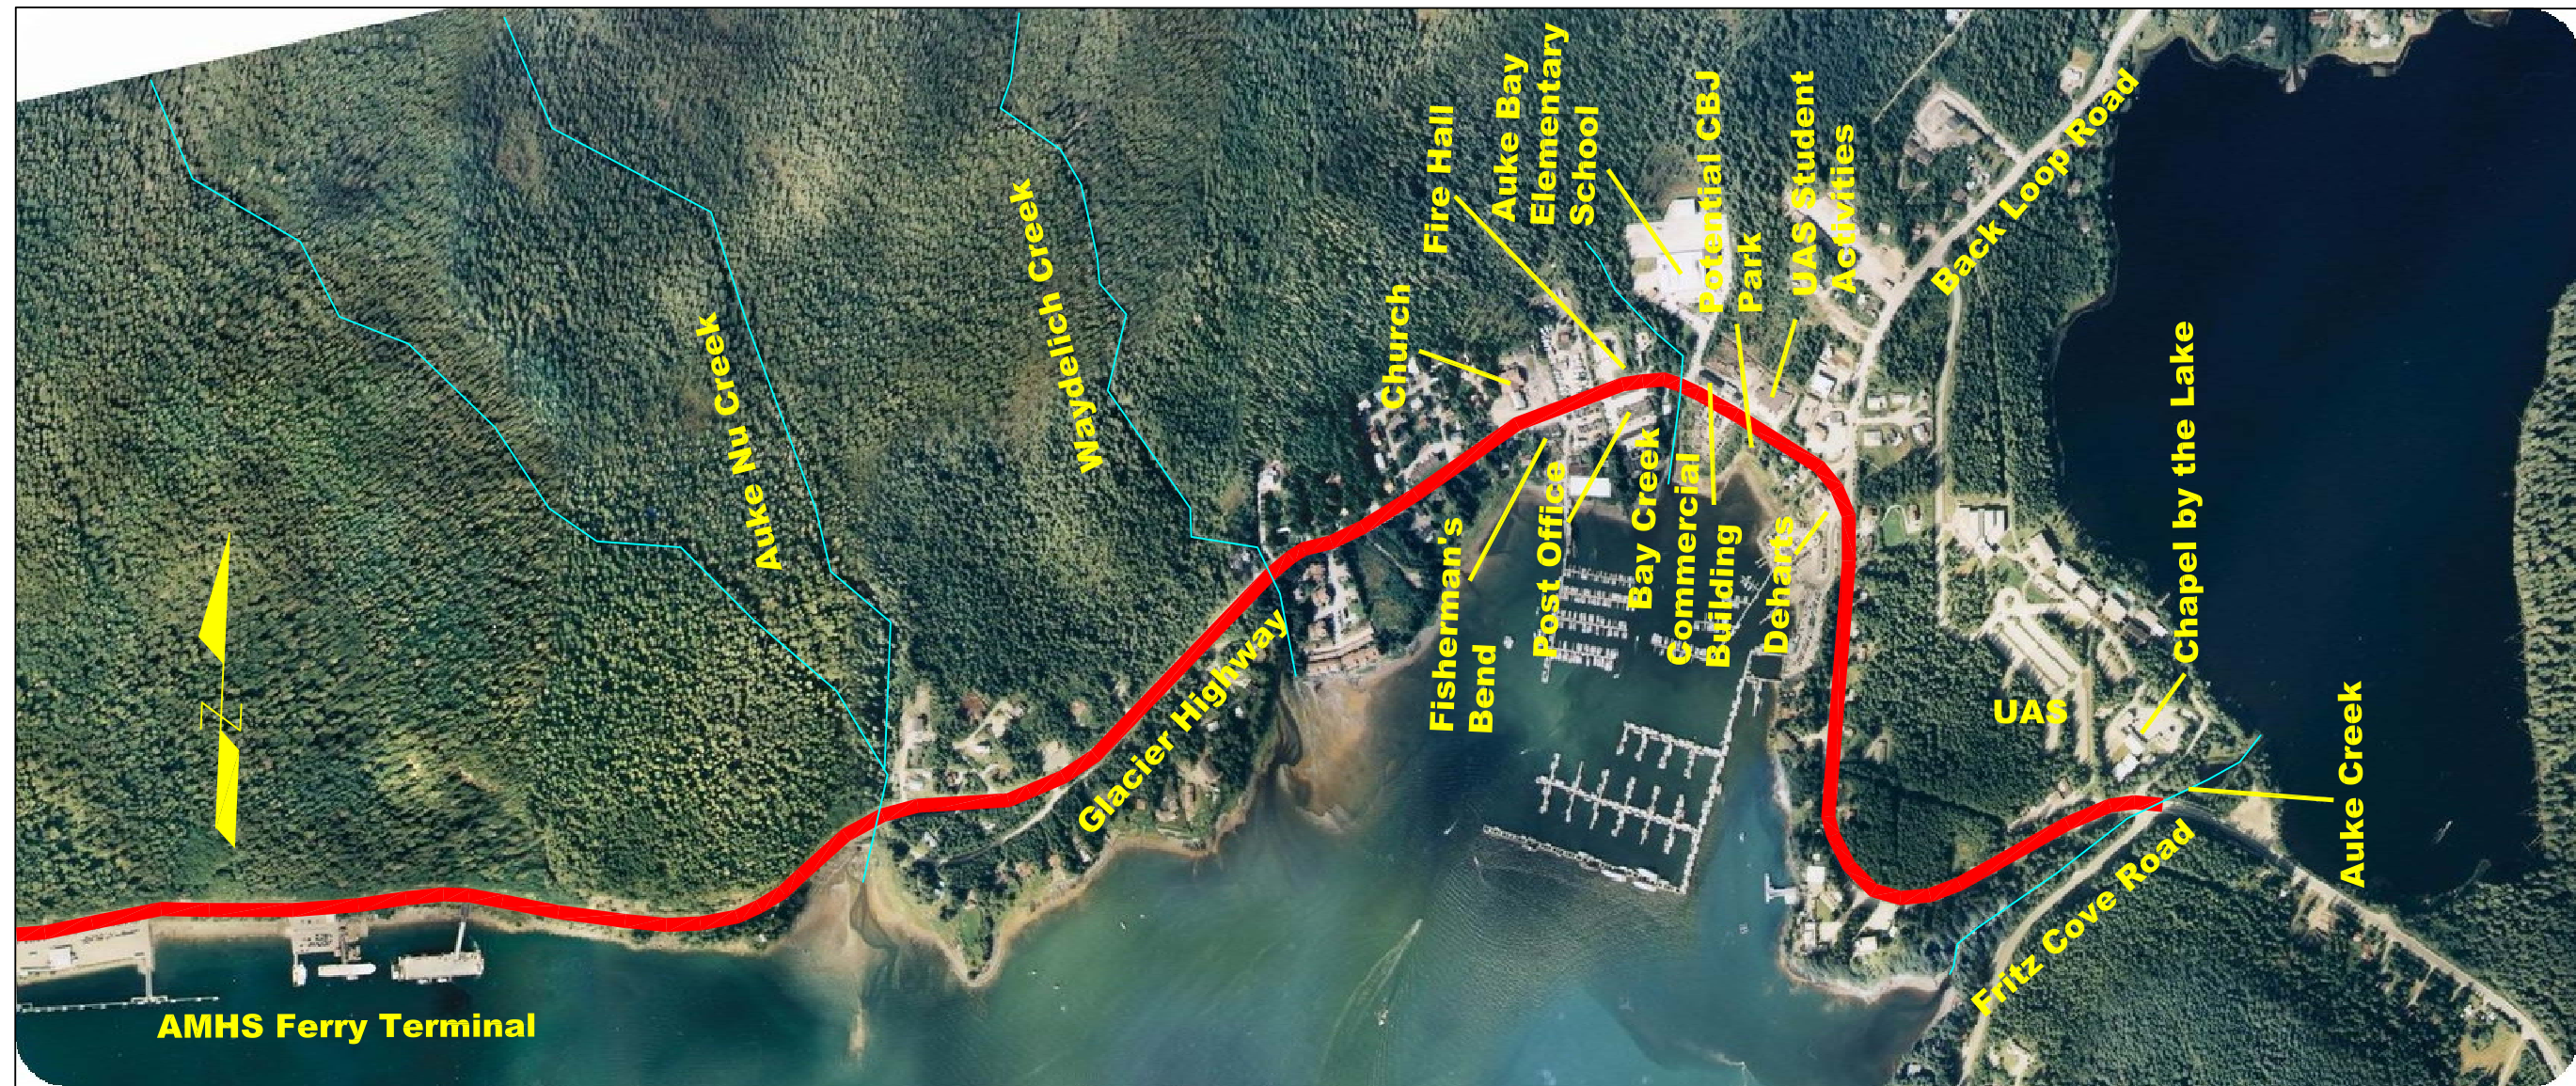 Auke Nu Creek
Waydelich Creek
Glacier Highway
AMHS Ferry Terminal
Church
Fire Hall
Auke Bay
Elementary
School
Potential CBJ
Park
UAS Student
Activities
Back Loop Road
Fisherman's
Bend
Post Office
Bay Creek
Commercial
Building
Deharts
UAS
Chapel by the Lake
Auke Creek
Fritz Cove Road
N